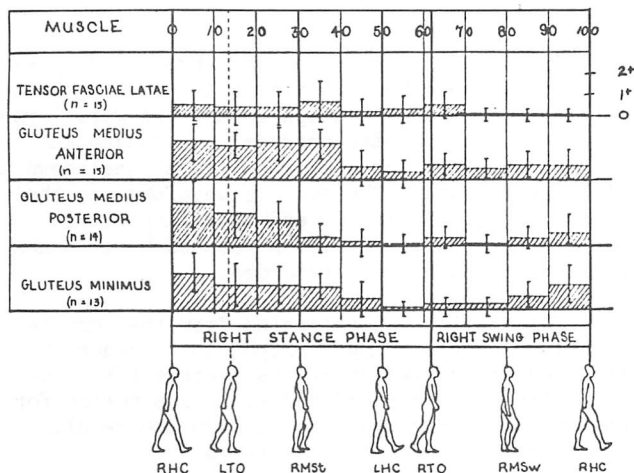 MUSCLE
0 10 20 30 40 50 60 70 80 90 100
2+
1+
0
TENSOR FASCIAE LATAE
(n = 15)
GLUTEUS MEDIUS
ANTERIOR
(n = 15)
GLUTEUS MEDIUS
POSTERIOR
(n = 14)
GLUTEUS MINIMUS
(n = 13)
RIGHT STANCE PHASE RIGHT SWING PHASE
RHC LTO RMSt LHC RTO RMSw RHC